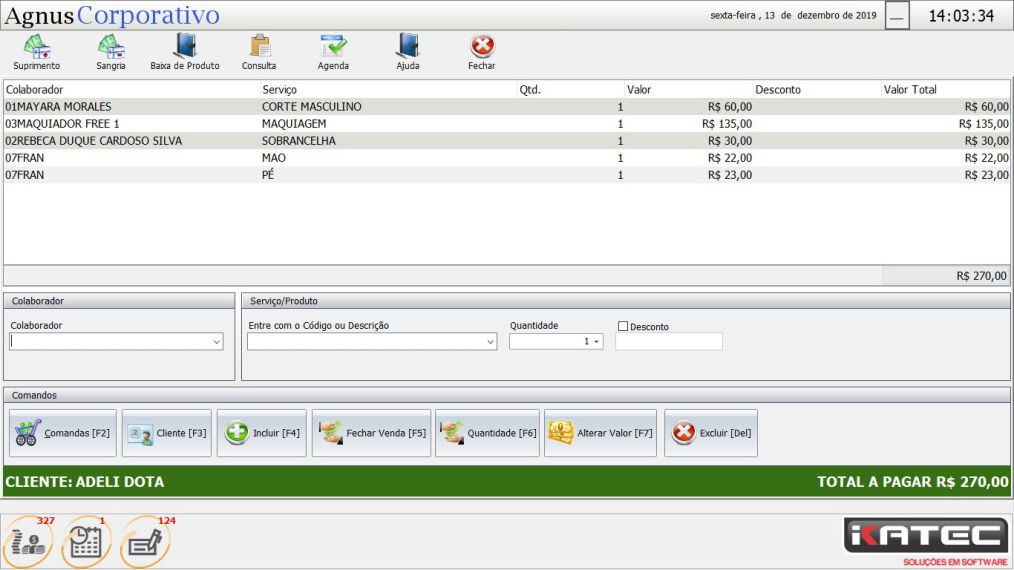 Agnus Corporativo
sexta-feira , 13 de dezembro de 2019
14:03:34
Suprimento Sangria Baixa de Produto Consulta Agenda Ajuda Fechar
Colaborador Serviço Qtd. Valor Desconto Valor Total
01MAYARA MORALES CORTE MASCULINO 1 R$ 60,00 R$ 60,00
03MAQUIADOR FREE 1 MAQUIAGEM 1 R$ 135,00 R$ 135,00
02REBECA DUQUE CARDOSO SILVA SOBRANCELHA 1 R$ 30,00 R$ 30,00
07FRAN MAO 1 R$ 22,00 R$ 22,00
07FRAN PÉ 1 R$ 23,00 R$ 23,00
R$ 270,00
Colaborador Serviço/Produto
Colaborador Entre com o Código ou Descrição Quantidade Desconto
1
Comandos
Comandas [F2] Cliente [F3] Incluir [F4] Fechar Venda [F5] Quantidade [F6] Alterar Valor [F7] Excluir [Del]
CLIENTE: ADELI DOTA TOTAL A PAGAR R$ 270,00
327 1 124
iKATEC
SOLUÇÕES EM SOFTWARE